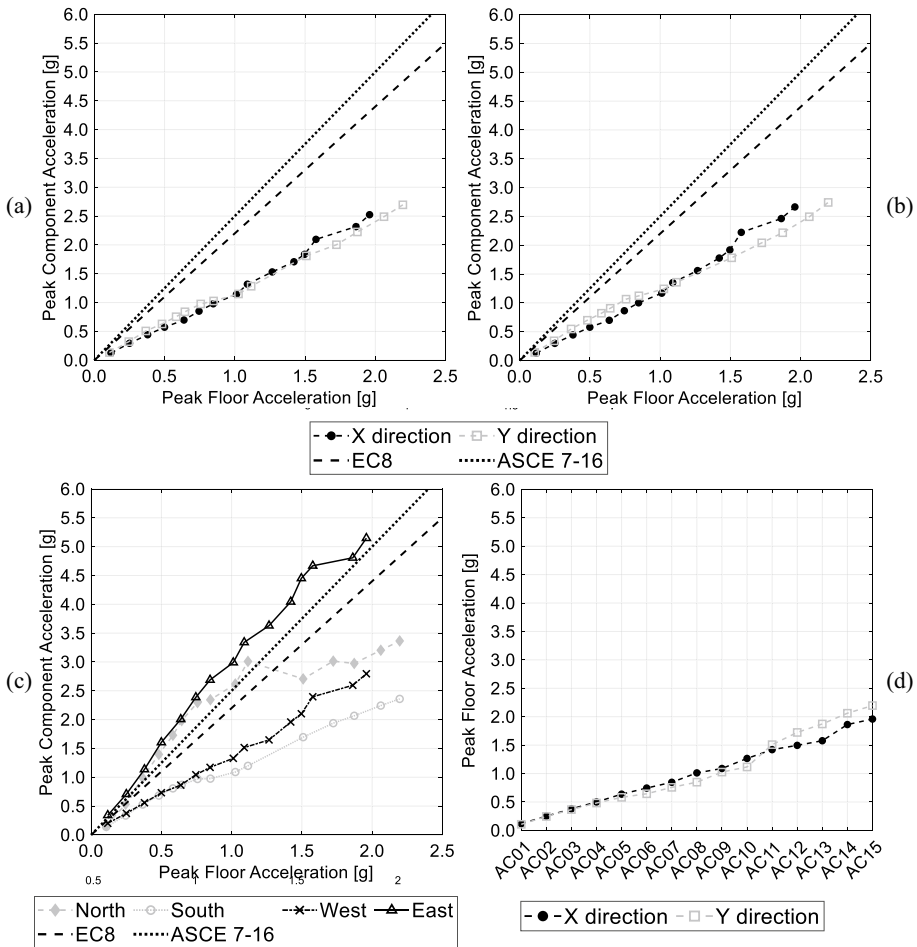 6.0
5.5
5.0
4.5
4.0
3.5
3.0
2.5
2.0
1.5
1.0
0.5
0.0
Peak Component Acceleration [g]
(a)
0.0 0.5 1.0 1.5 2.0 2.5
Peak Floor Acceleration [g]
6.0
5.5
5.0
4.5
4.0
3.5
3.0
2.5
2.0
1.5
1.0
0.5
0.0
Peak Component Acceleration [g]
(b)
0.0 0.5 1.0 1.5 2.0 2.5
Peak Floor Acceleration [g]
X direction Y direction
EC8 ASCE 7-16
6.0
5.5
5.0
4.5
4.0
3.5
3.0
2.5
2.0
1.5
1.0
0.5
0.0
Peak Component Acceleration [g]
(c)
0.0 0.5 1.0 1.5 2.0 2.5
Peak Floor Acceleration [g]
0.5 1 1.5 2
North South West East
EC8 ASCE 7-16
6.0
5.5
5.0
4.5
4.0
3.5
3.0
2.5
2.0
1.5
1.0
0.5
0.0
Peak Floor Acceleration [g]
(d)
AC01
AC02
AC03
AC04
AC05
AC06
AC07
AC08
AC09
AC10
AC11
AC12
AC13
AC14
AC15
X direction Y direction